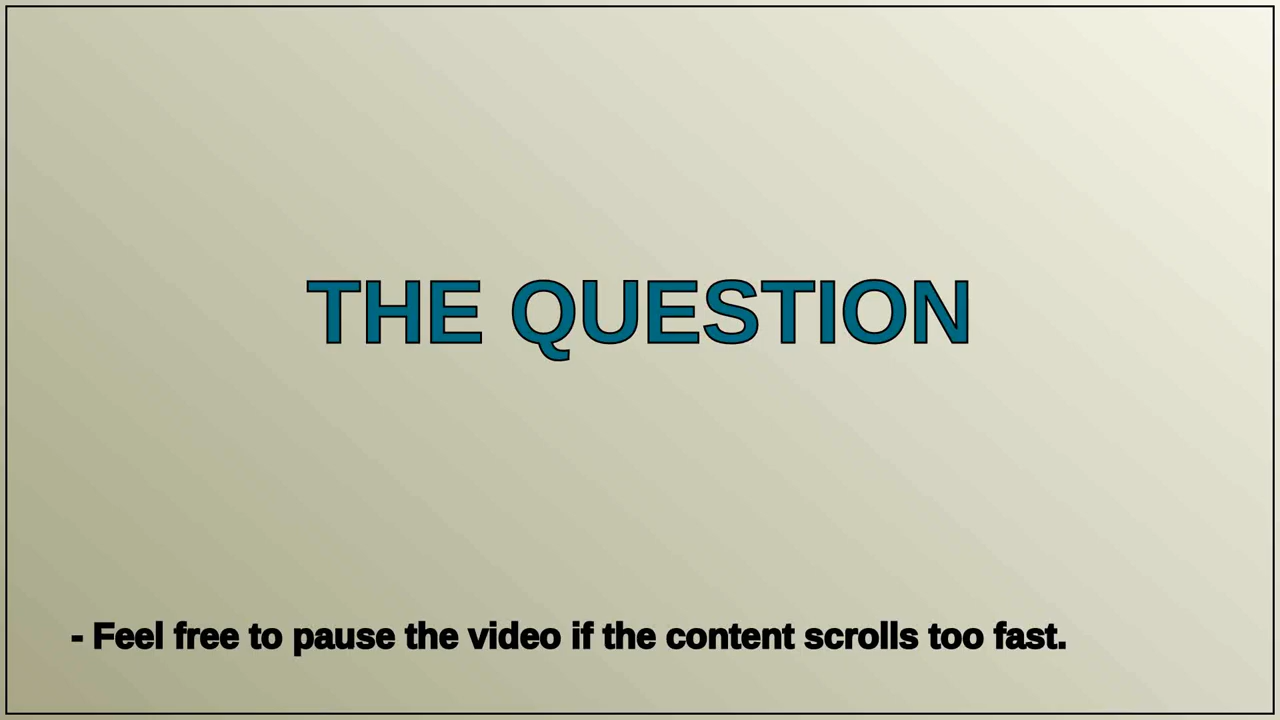 THE QUESTION
- Feel free to pause the video if the content scrolls too fast.